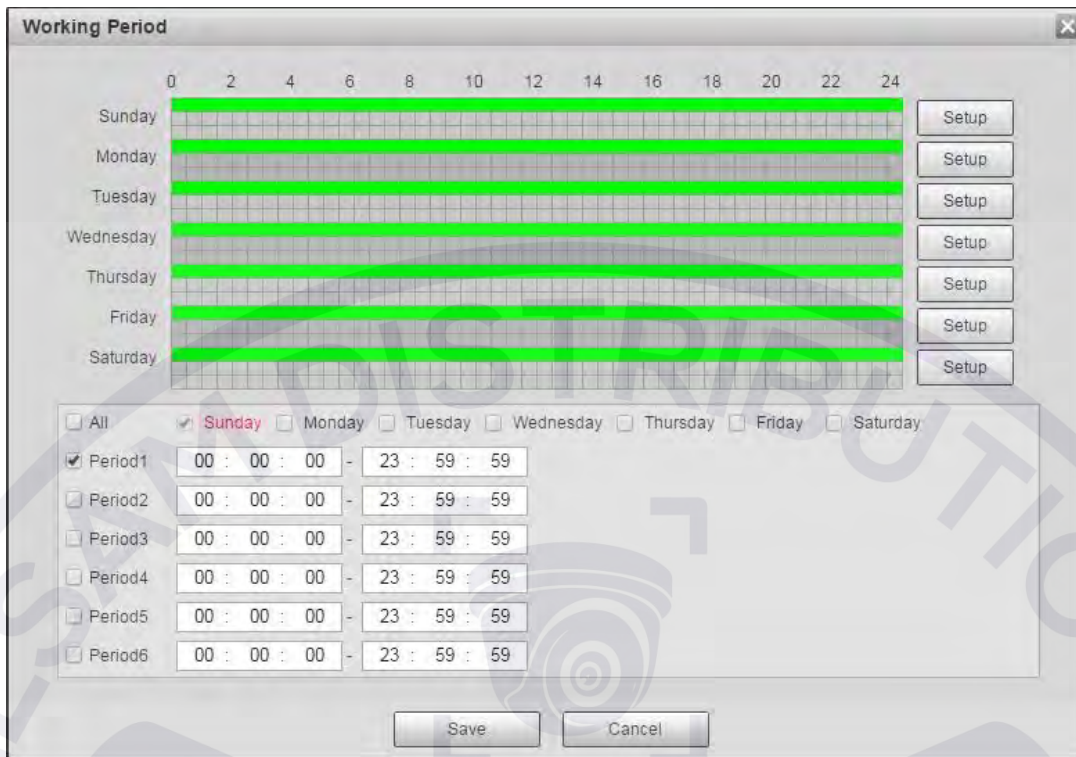 Working Period
0 2 4 6 8 10 12 14 16 18 20 22 24
Sunday Setup
Monday Setup
Tuesday Setup
Wednesday Setup
Thursday Setup
Friday Setup
Saturday Setup
All Sunday Monday Tuesday Wednesday Thursday Friday Saturday
Period1 00 : 00 : 00 - 23 : 59 : 59
Period2 00 : 00 : 00 - 23 : 59 : 59
Period3 00 : 00 : 00 - 23 : 59 : 59
Period4 00 : 00 : 00 - 23 : 59 : 59
Period5 00 : 00 : 00 - 23 : 59 : 59
Period6 00 : 00 : 00 - 23 : 59 : 59
Save Cancel
SAM DISTRIBUTIO